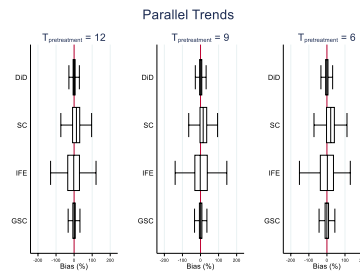 Parallel Trends
T pretreatment = 12
T pretreatment = 9
T pretreatment = 6
DiD
SC
IFE
GSC
-200 -100 0 100 200
Bias (%)
DiD
SC
IFE
GSC
-200 -100 0 100 200
Bias (%)
DiD
SC
IFE
GSC
-200 -100 0 100 200
Bias (%)